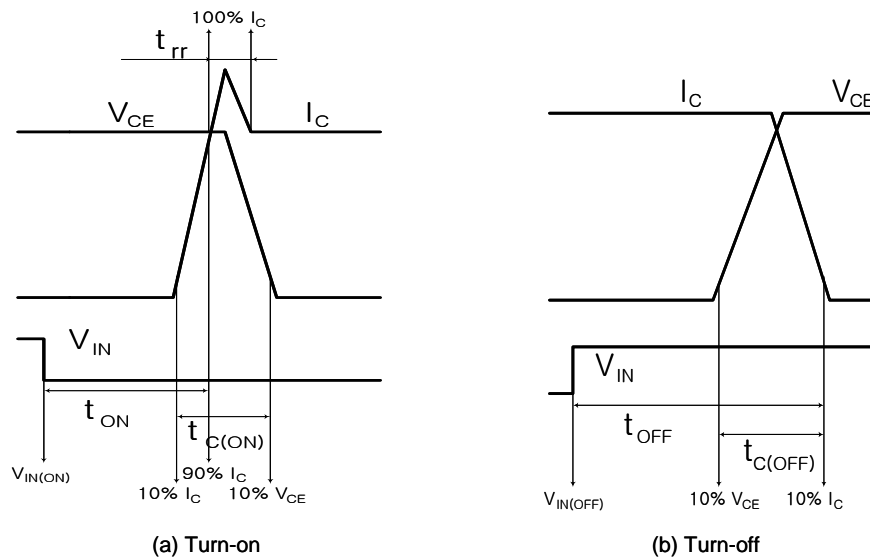 100% I_C
t_rr
V_CE
I_C
V_IN
t_ON
t_C(ON)
V_IN(ON)
90% I_C
10% I_C
10% V_CE
(a) Turn-on
I_C
V_CE
V_IN
t_OFF
t_C(OFF)
V_IN(OFF)
10% V_CE
10% I_C
(b) Turn-off